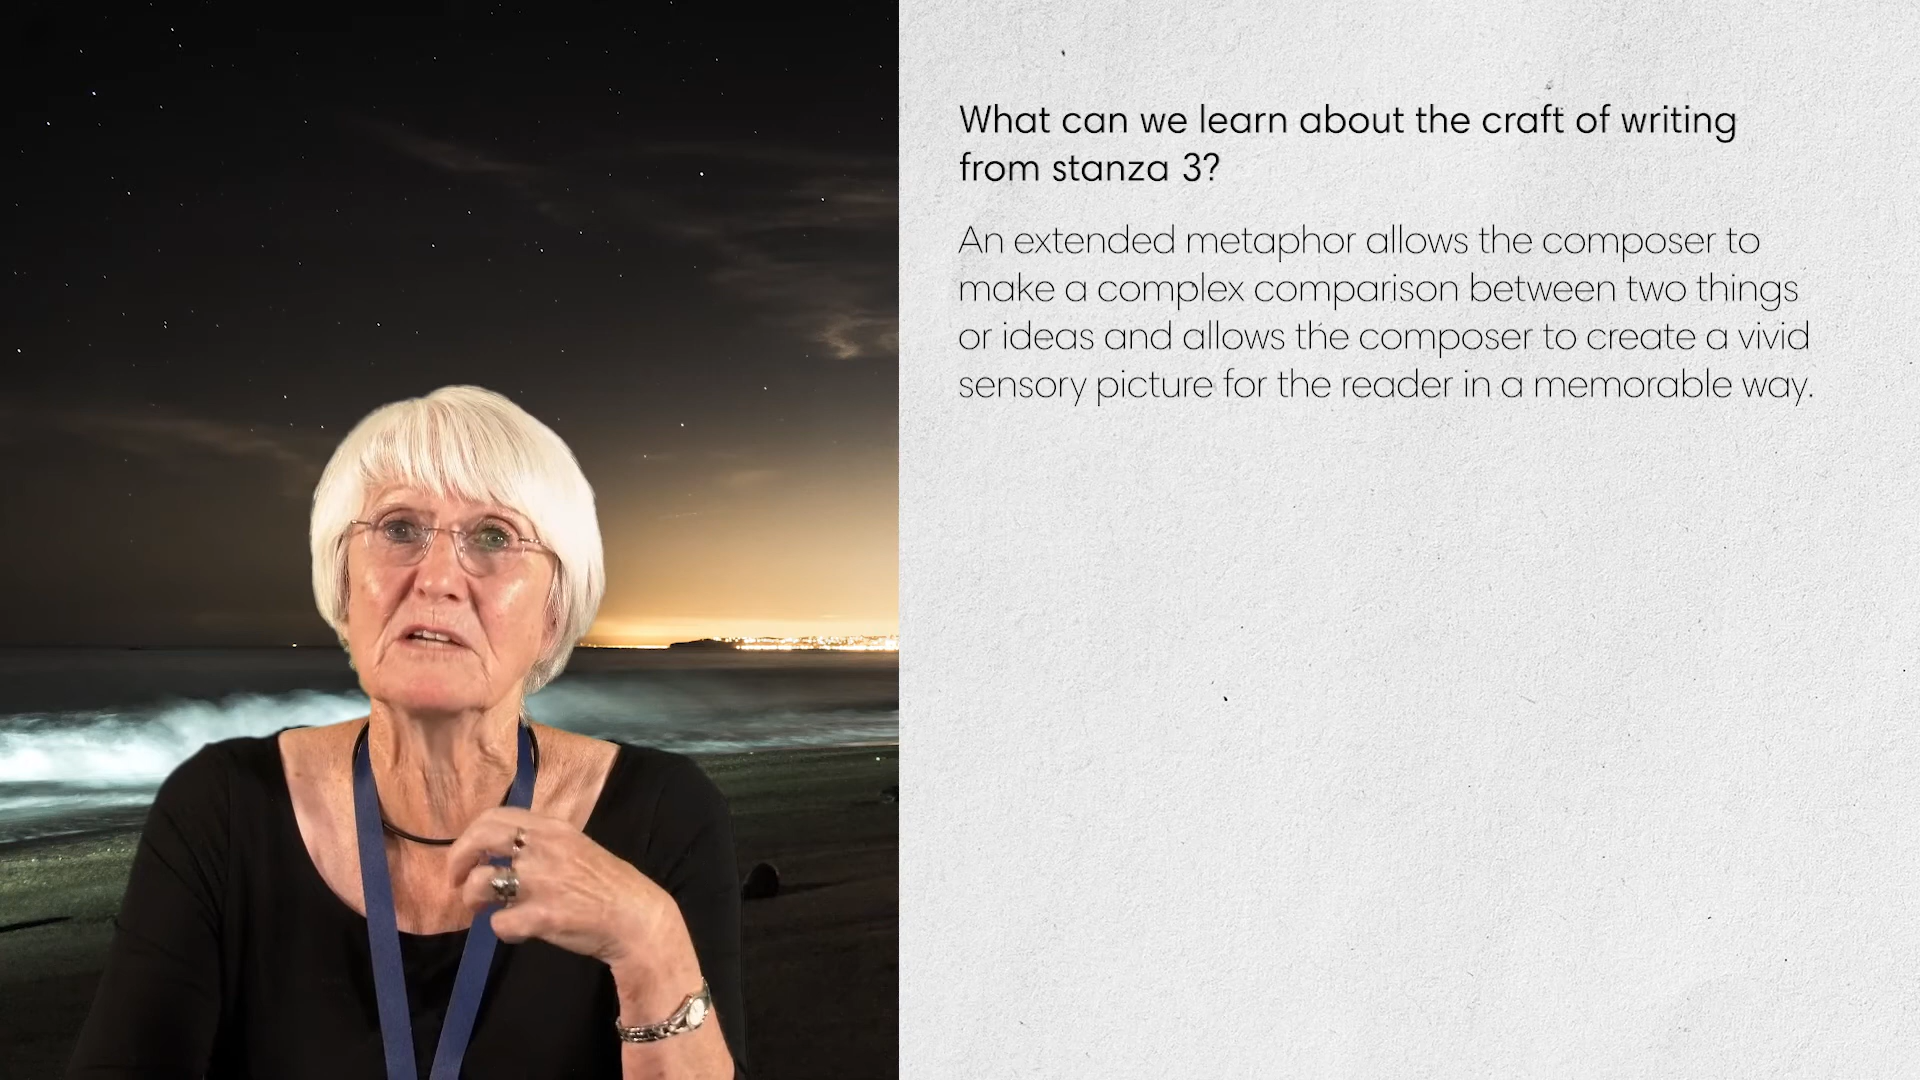 What can we learn about the craft of writing
from stanza 3?
An extended metaphor allows the composer to
make a complex comparison between two things
or ideas and allows the composer to create a vivid
sensory picture for the reader in a memorable way.